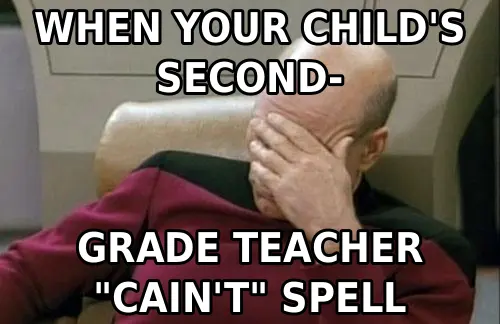 WHEN YOUR CHILD'S
SECOND-
GRADE TEACHER
"CAIN'T" SPELL